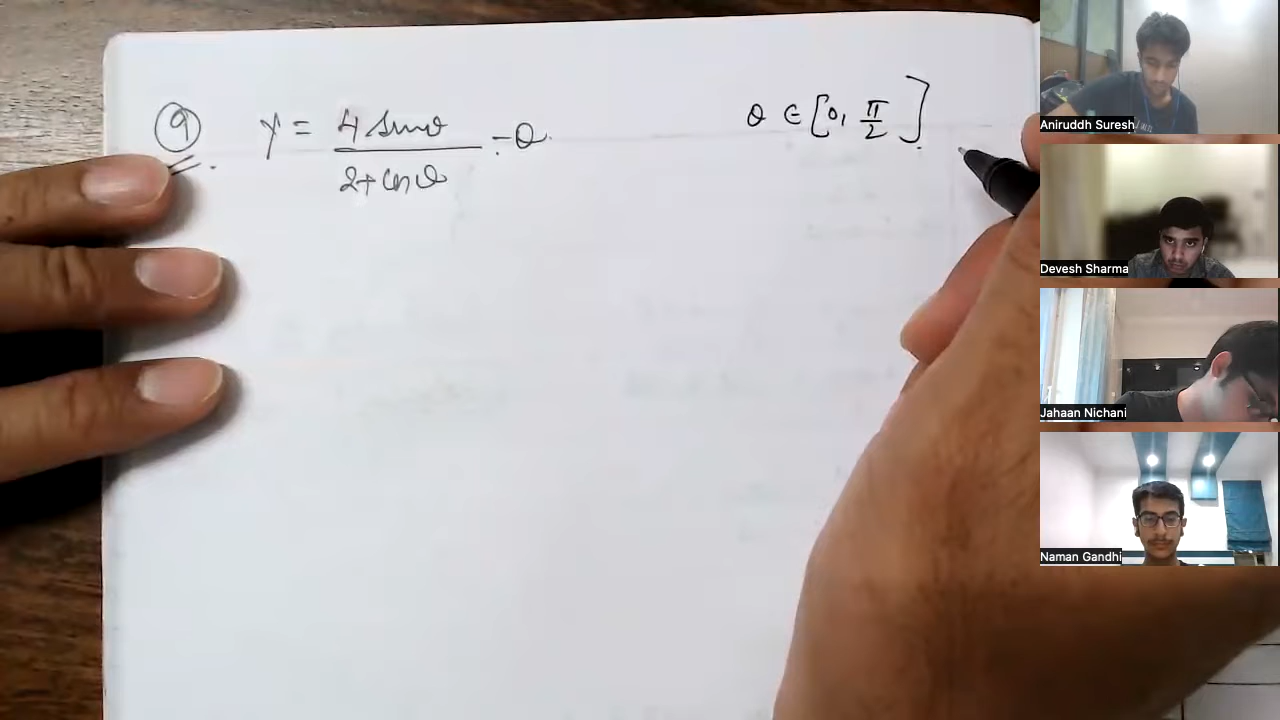 9 y = 4 sinθ / 2+cosθ - θ. θ ∈ [0, π/2].
Aniruddh Suresh
Devesh Sharma
Jahaan Nichani
Naman Gandhi